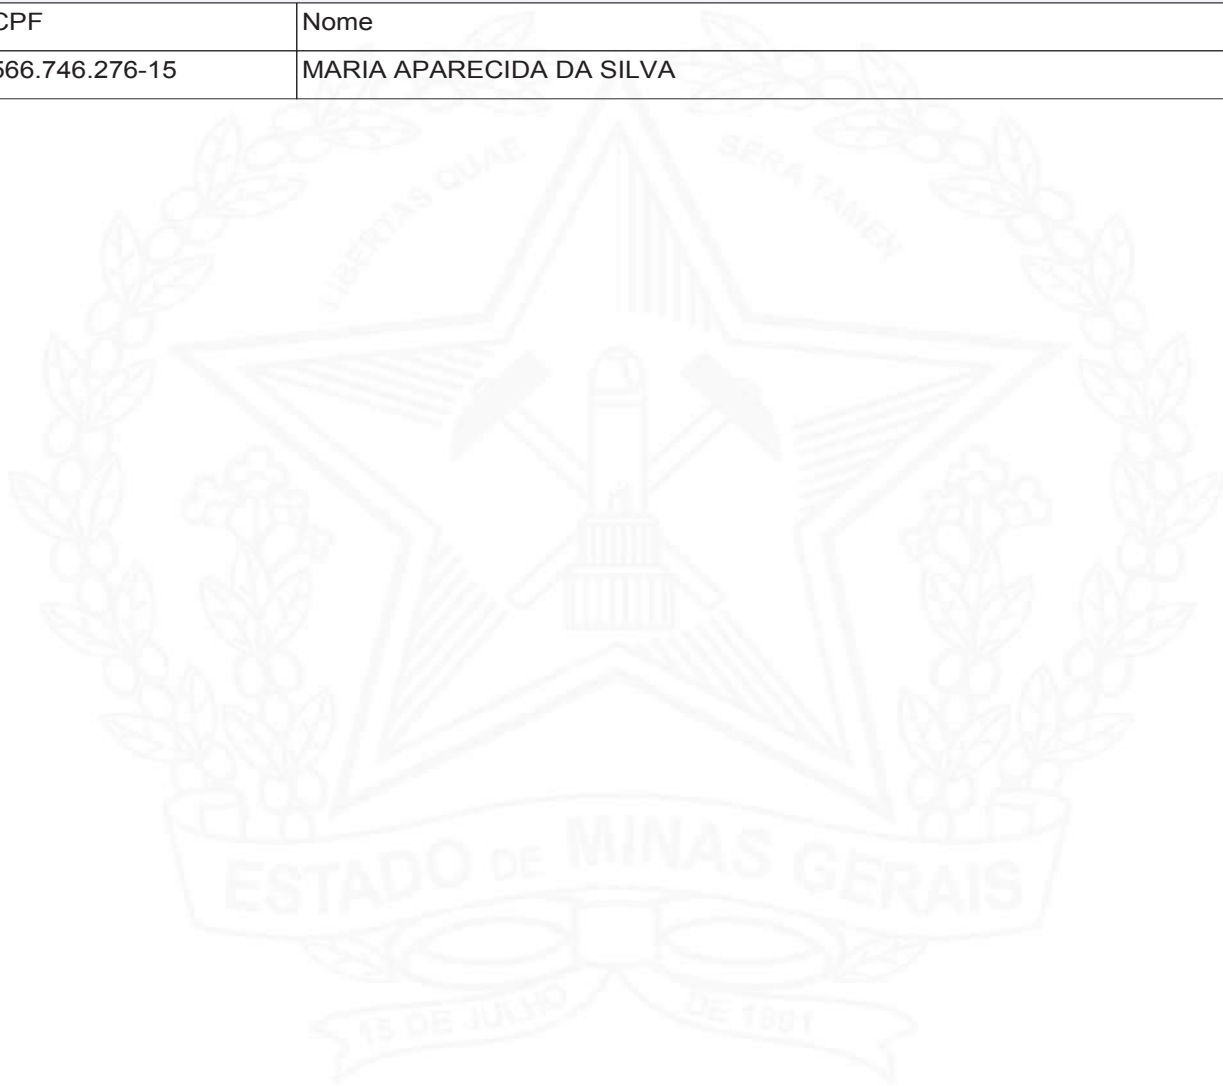 CPF Nome
566.746.276-15 MARIA APARECIDA DA SILVA
LIBERTAS QUAE SERA TAMEN
ESTADO DE MINAS GERAIS
15 DE JULHO DE 1891